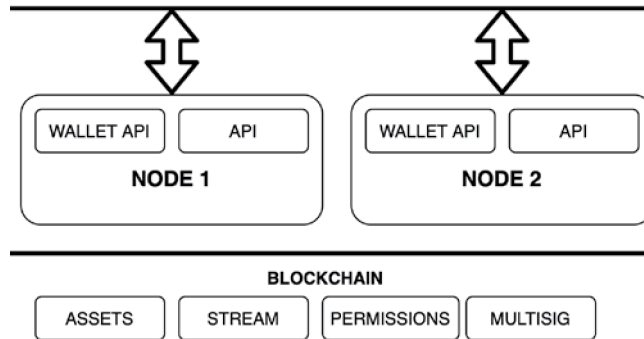 WALLET API
API
WALLET API
API
NODE 1
NODE 2
BLOCKCHAIN
ASSETS
STREAM
PERMISSIONS
MULTISIG